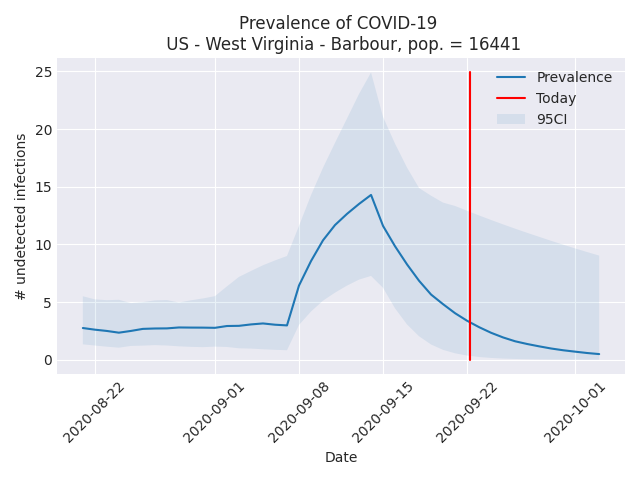 Prevalence of COVID-19
US - West Virginia - Barbour, pop. = 16441
25
20
15
10
5
0
# undetected infections
Prevalence
Today
95CI
2020-08-22
2020-09-01
2020-09-08
2020-09-15
2020-09-22
2020-10-01
Date